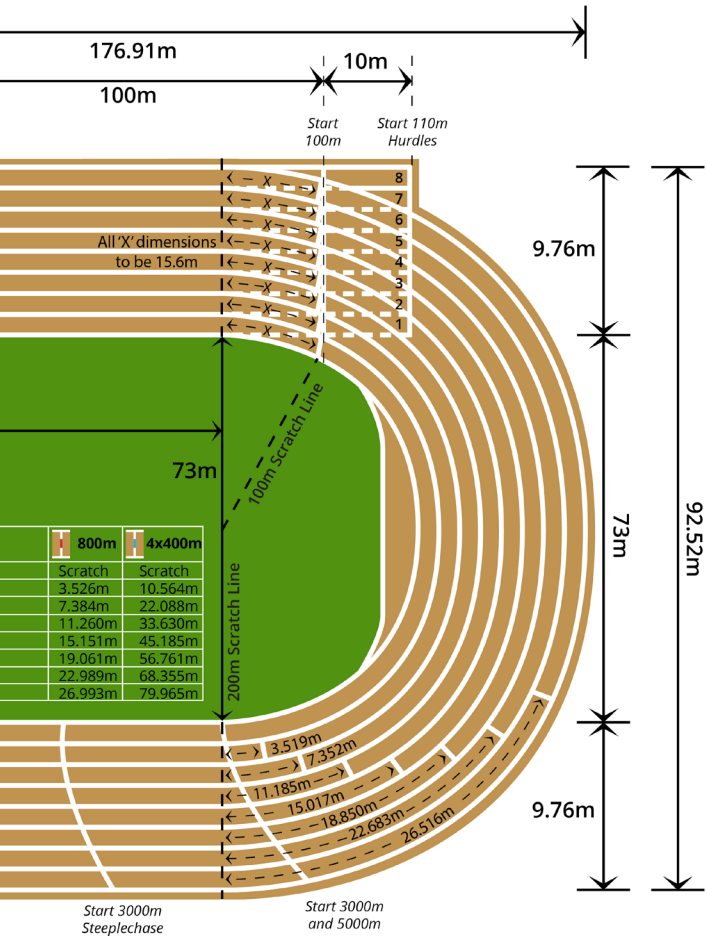 176.91m
10m
100m
Start
100m
Start 110m
Hurdles
X
8
X
7
X
6
All 'X' dimensions
to be 15.6m
X
5
X
4
X
3
X
2
X
1
9.76m
100m Scratch Line
73m
73m
92.52m
800m 4x400m
Scratch Scratch
3.526m 10.564m
7.384m 22.088m
11.260m 33.630m
15.151m 45.185m
19.061m 56.761m
22.989m 68.355m
26.993m 79.965m
200m Scratch Line
3.519m
7.352m
11.185m
15.017m
18.850m
22.683m
26.516m
9.76m
Start 3000m
Steeplechase
Start 3000m
and 5000m